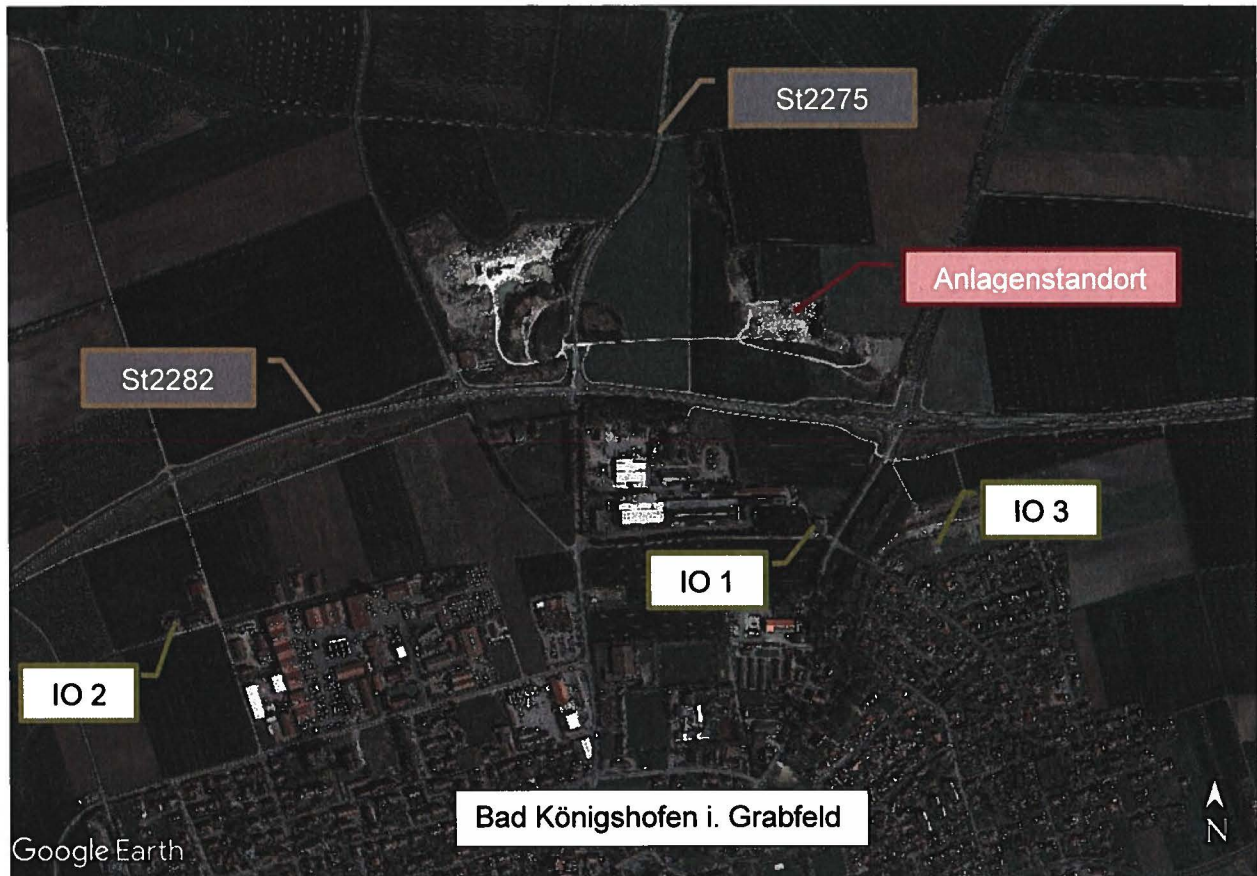 St2275
Anlagenstandort
St2282
IO 3
IO 1
IO 2
Bad Königshofen i. Grabfeld
N
Google Earth